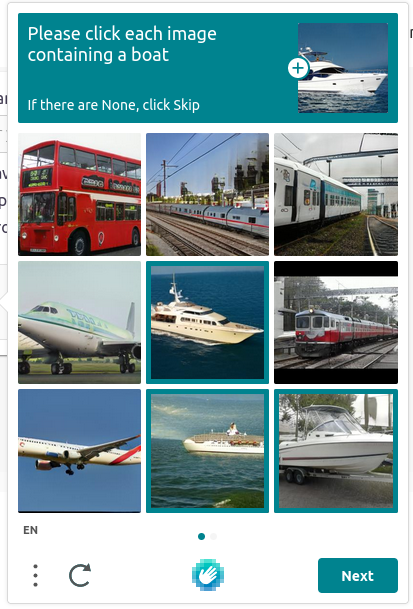 Please click each image
containing a boat
If there are None, click Skip
EN
Next